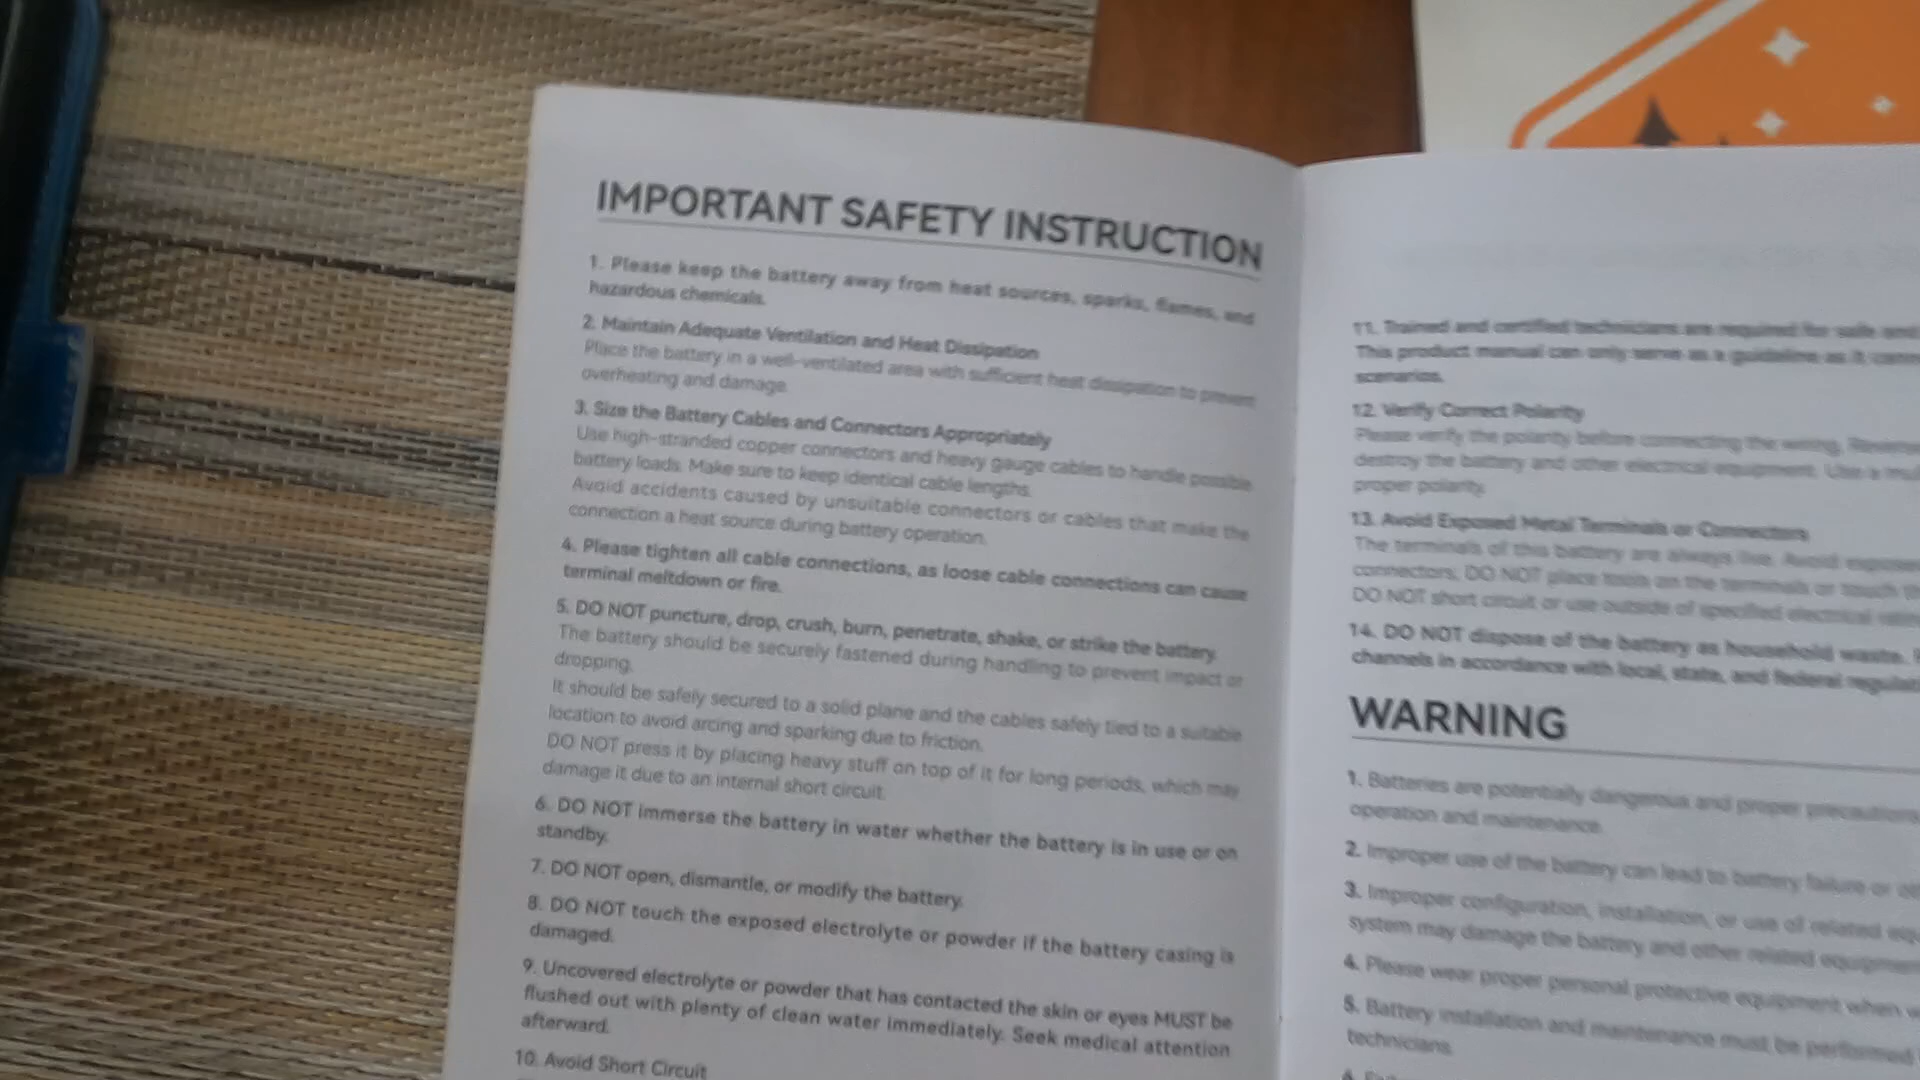 IMPORTANT SAFETY INSTRUCTION
1. Please keep the battery away from heat sources, sparks, flames, and
hazardous chemicals.
2. Maintain Adequate Ventilation and Heat Dissipation
Place the battery in a well-ventilated area with sufficient heat dissipation to prevent
overheating and damage.
3. Size the Battery Cables and Connectors Appropriately
Use high-stranded copper connectors and heavy gauge cables to handle possible
battery loads. Make sure to keep identical cable lengths.
Avoid accidents caused by unsuitable connectors or cables that make the
connection a heat source during battery operation.
4. Please tighten all cable connections, as loose cable connections can cause
terminal meltdown or fire.
5. DO NOT puncture, drop, crush, burn, penetrate, shake, or strike the battery.
The battery should be securely fastened during handling to prevent impact or
dropping.
It should be safely secured to a solid plane and the cables safely tied to a suitable
location to avoid arcing and sparking due to friction.
DO NOT press it by placing heavy stuff on top of it for long periods, which may
damage it due to an internal short circuit.
6. DO NOT immerse the battery in water whether the battery is in use or on
standby.
7. DO NOT open, dismantle, or modify the battery.
8. DO NOT touch the exposed electrolyte or powder if the battery casing is
damaged.
9. Uncovered electrolyte or powder that has contacted the skin or eyes MUST be
flushed out with plenty of clean water immediately. Seek medical attention
afterward.
10. Avoid Short Circuit
11. Trained and certified technicians are required for safe and
This product manual can only serve as a guideline as it
scenarios.
12. Verify Correct Polarity
Please verify the polarity before connecting the wiring,
destroy the battery and other electrical equipment. Use a
proper polarity.
13. Avoid Exposed Metal Terminals or Connectors
The terminals of this battery are always live. Avoid
connectors, DO NOT place tools on the terminals or touch
DO NOT short circuit or use outside of specified electrical
14. DO NOT dispose of the battery as household waste.
channels in accordance with local, state, and federal
WARNING
1. Batteries are potentially dangerous and proper
operation and maintenance.
2. Improper use of the battery can lead to battery failure or
3. Improper configuration, installation, or use of related
system may damage the battery and other related
4. Please wear proper personal protective equipment when
5. Battery installation and maintenance must be performed
technicians.